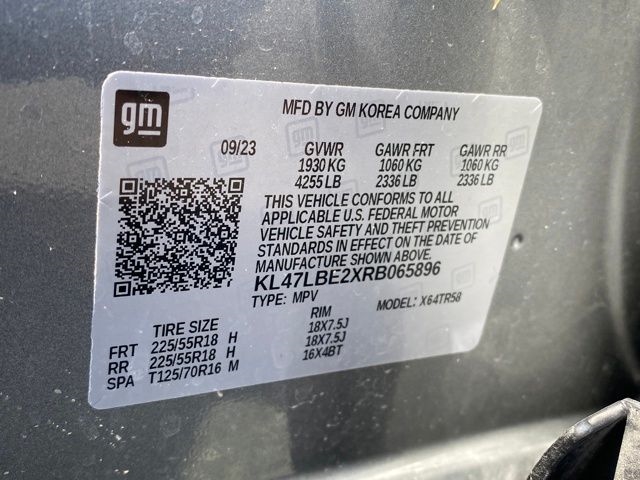 gm
MFD BY GM KOREA COMPANY
09/23 GVWR GAWR FRT GAWR RR
1930 KG 1060 KG 1060 KG
4255 LB 2336 LB 2336 LB
THIS VEHICLE CONFORMS TO ALL
APPLICABLE U.S. FEDERAL MOTOR
VEHICLE SAFETY AND THEFT PREVENTION
STANDARDS IN EFFECT ON THE DATE OF
MANUFACTURE SHOWN ABOVE.
KL47LBE2XRB065896
TYPE: MPV MODEL: X64TR58
TIRE SIZE RIM
FRT 225/55R18 H 18X7.5J
RR 225/55R18 H 18X7.5J
SPA T125/70R16 M 16X4BT